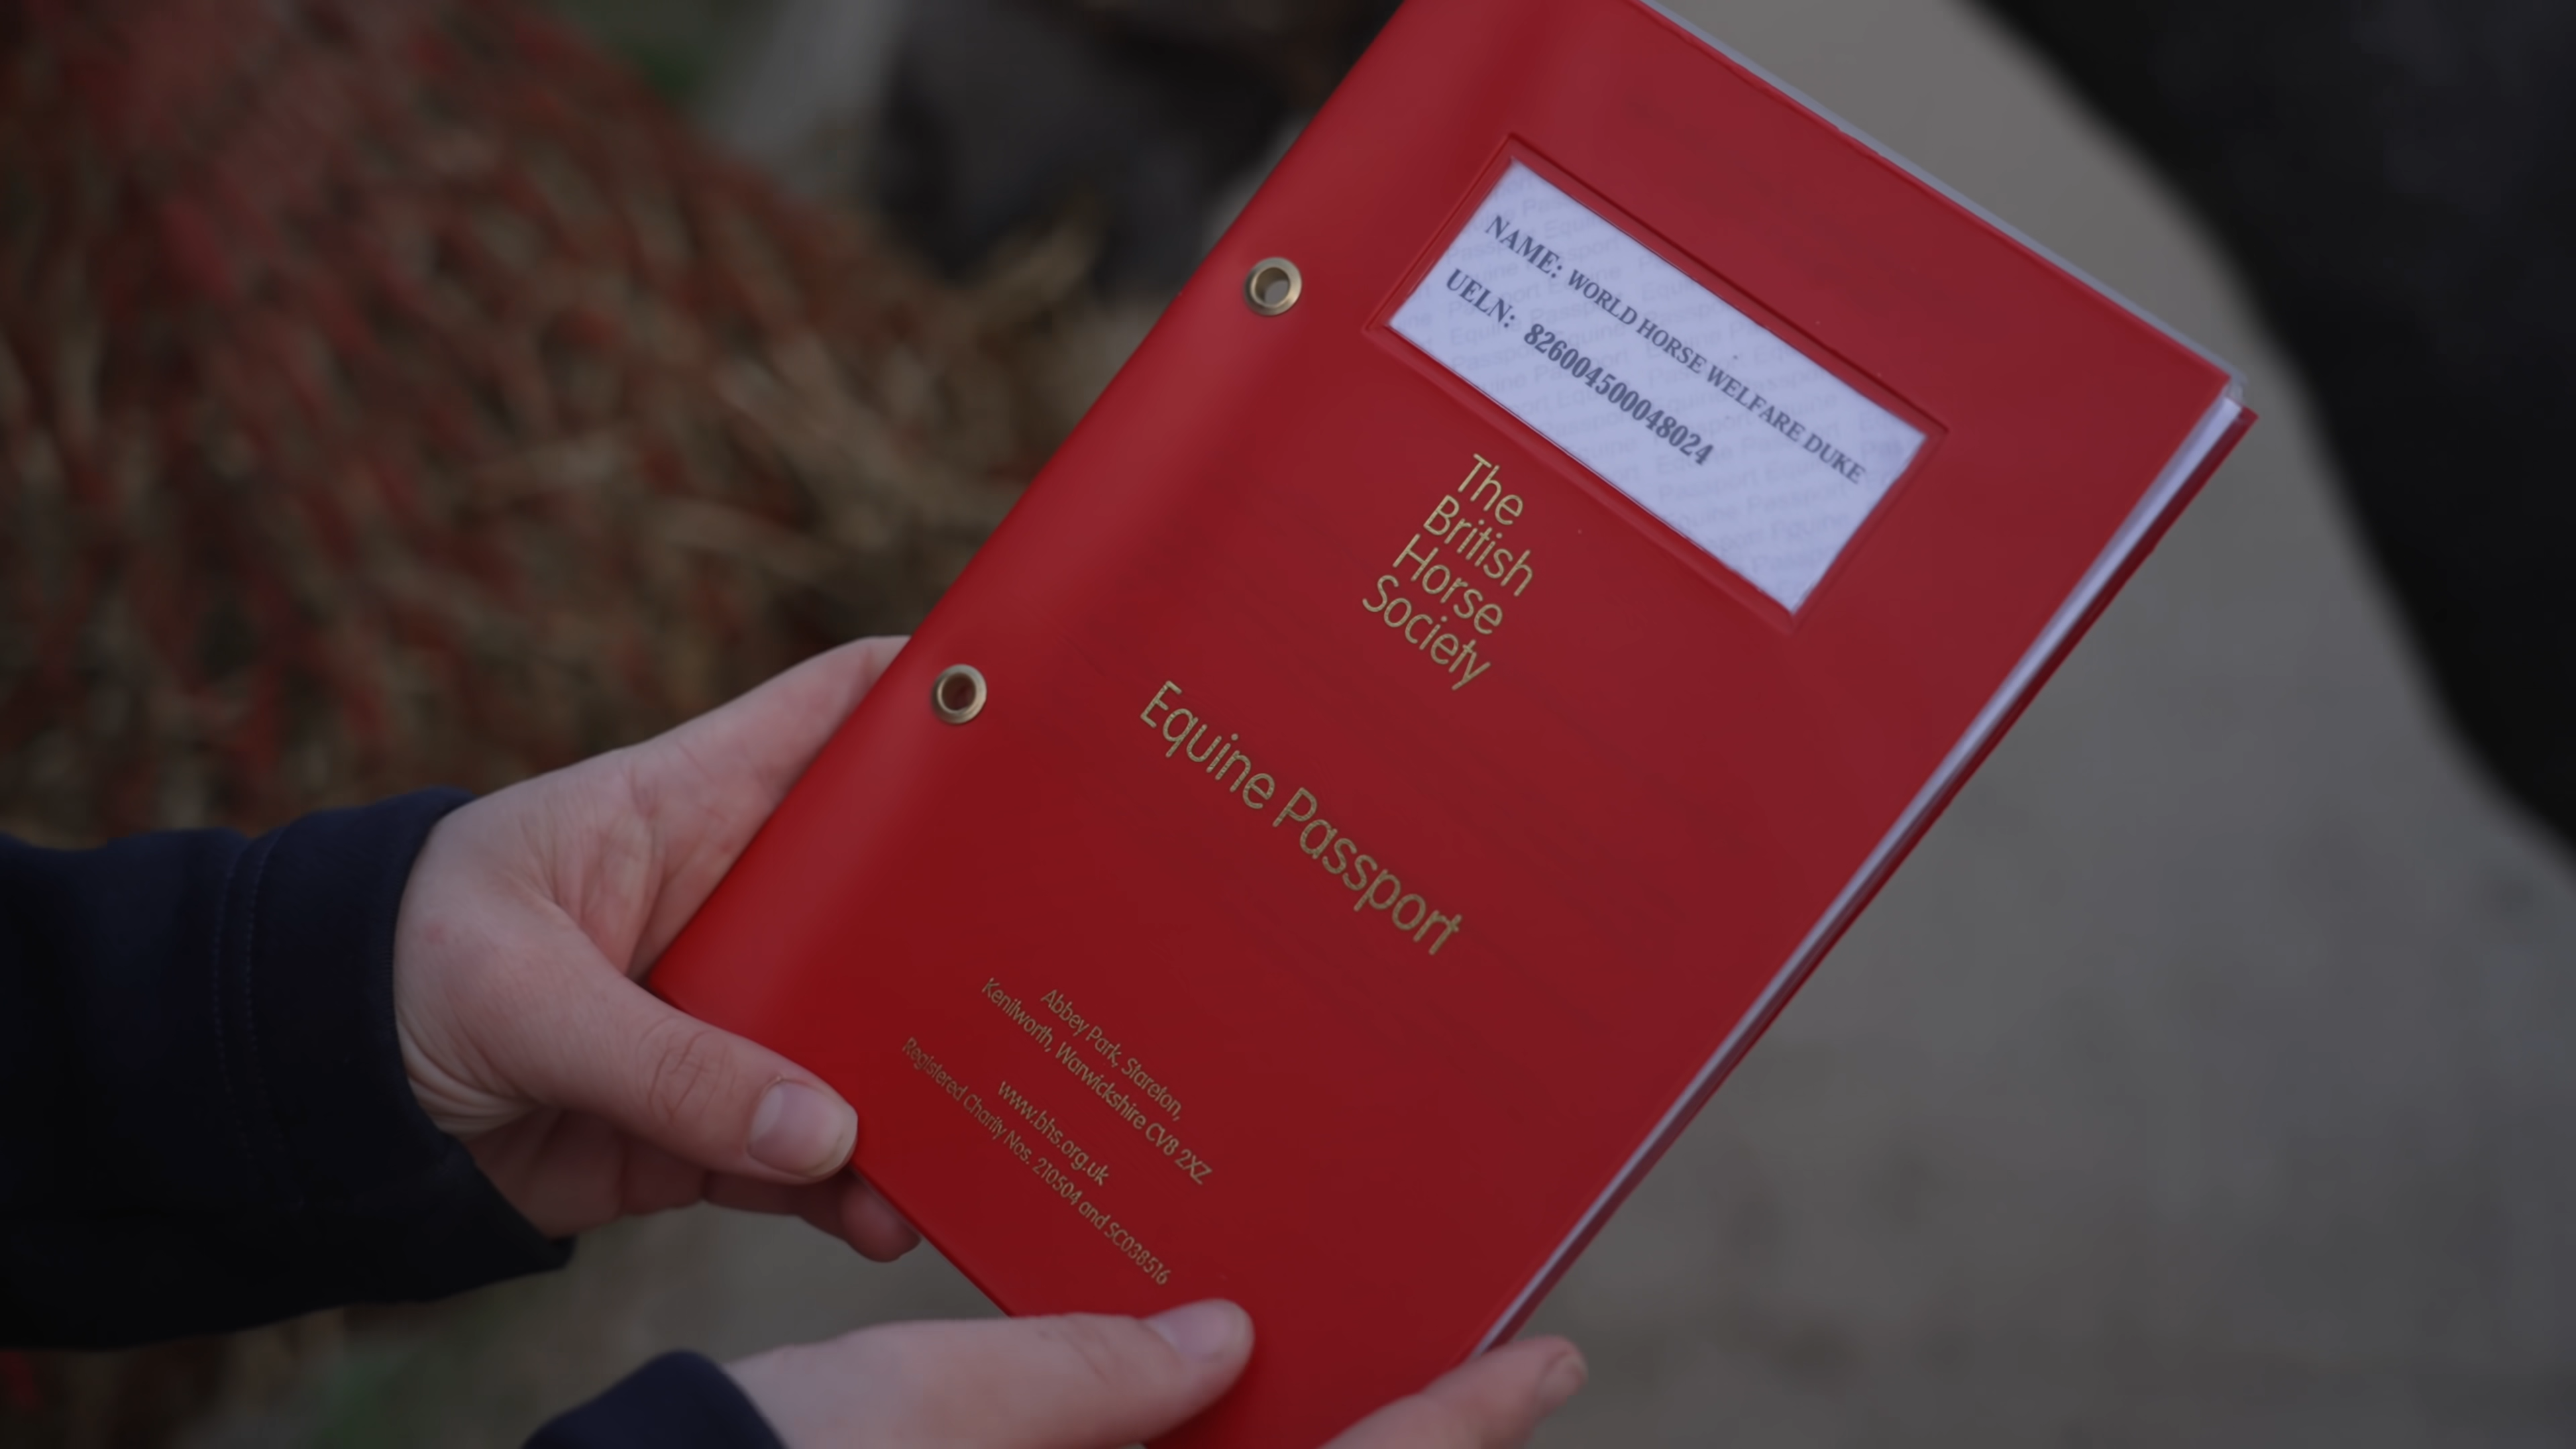 NAME: WORLD HORSE WELFARE DUKE
UELN: 826004500048024
The
British
Horse
Society
Equine Passport
Abbey Park, Stareton,
Kenilworth, Warwickshire CV8 2XZ
www.bhs.org.uk
Registered Charity Nos. 210504 and SC038516